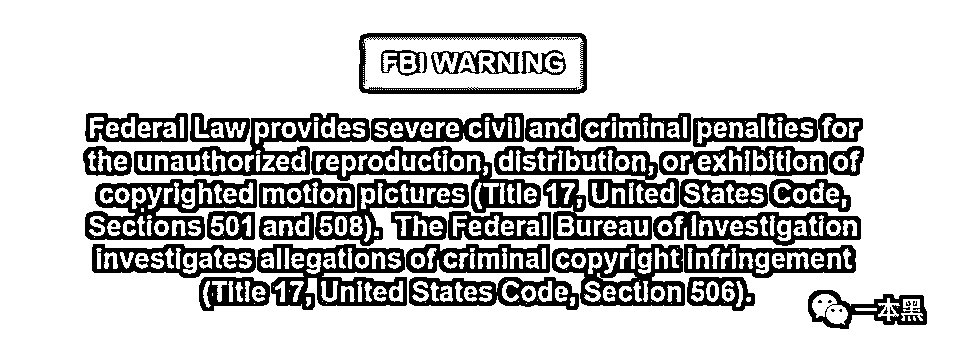 FBI WARNING
Federal Law provides severe civil and criminal penalties for
the unauthorized reproduction, distribution, or exhibition of
copyrighted motion pictures (Title 17, United States Code,
Sections 501 and 508). The Federal Bureau of Investigation
investigates allegations of criminal copyright infringement
(Title 17, United States Code, Section 506).
一本黑